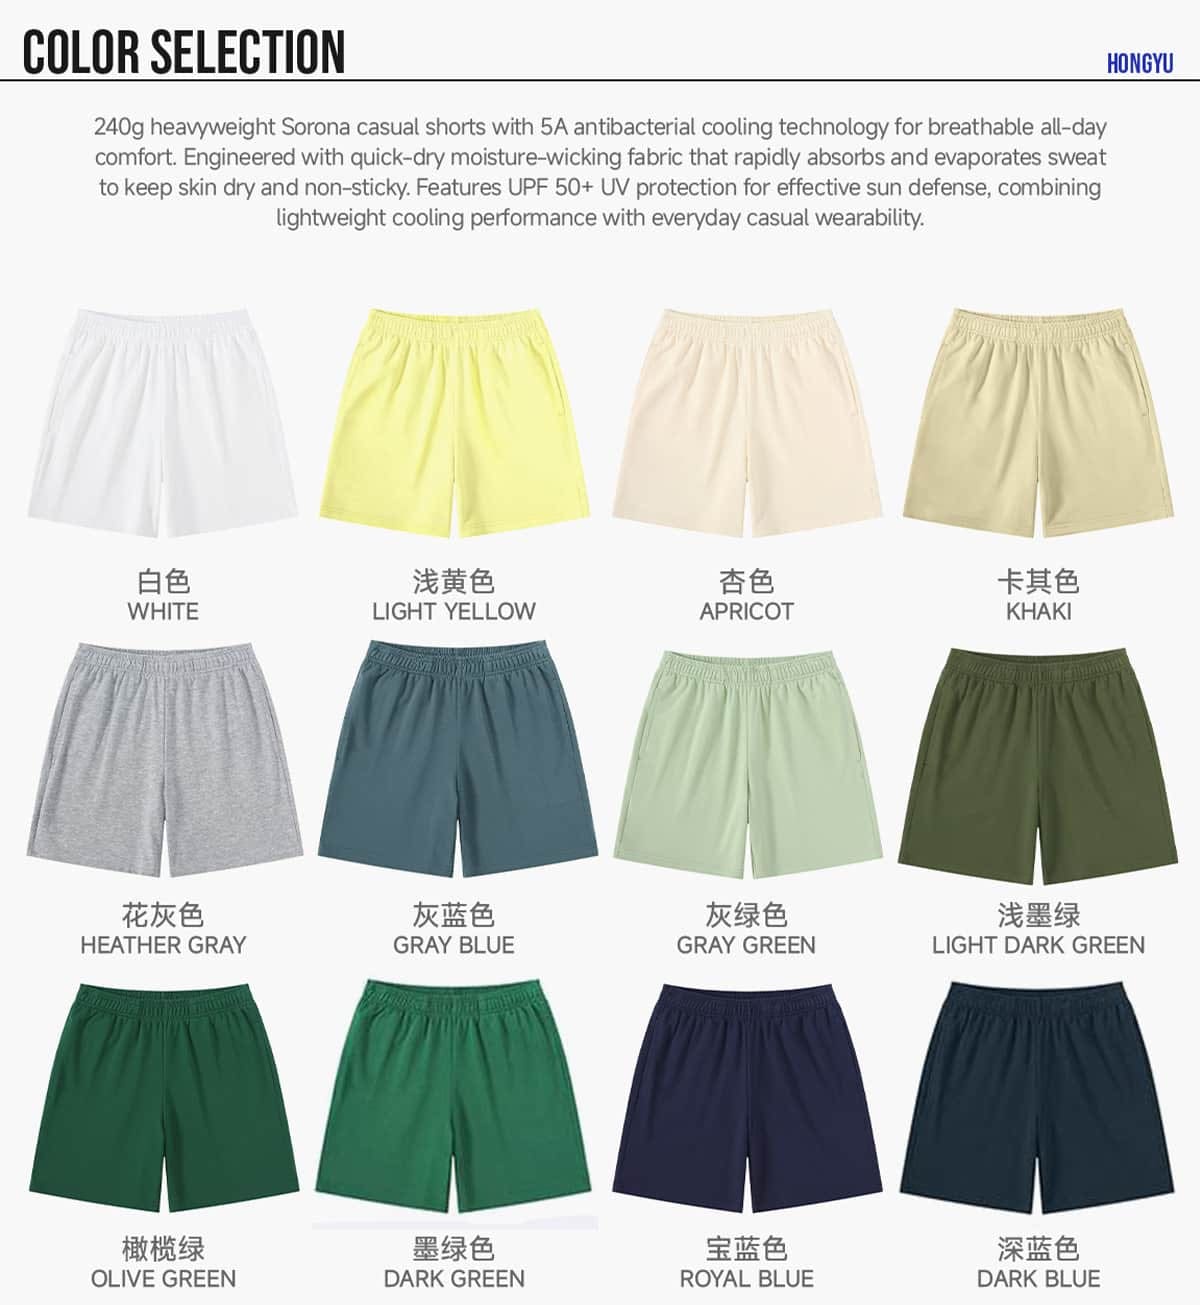 COLOR SELECTION
HONGYU
240g heavyweight Sorona casual shorts with 5A antibacterial cooling technology for breathable all-day
comfort. Engineered with quick-dry moisture-wicking fabric that rapidly absorbs and evaporates sweat
to keep skin dry and non-sticky. Features UPF 50+ UV protection for effective sun defense, combining
lightweight cooling performance with everyday casual wearability.
白色
WHITE
浅黄色
LIGHT YELLOW
杏色
APRICOT
卡其色
KHAKI
花灰色
HEATHER GRAY
灰蓝色
GRAY BLUE
灰绿色
GRAY GREEN
浅墨绿
LIGHT DARK GREEN
橄榄绿
OLIVE GREEN
墨绿色
DARK GREEN
宝蓝色
ROYAL BLUE
深蓝色
DARK BLUE